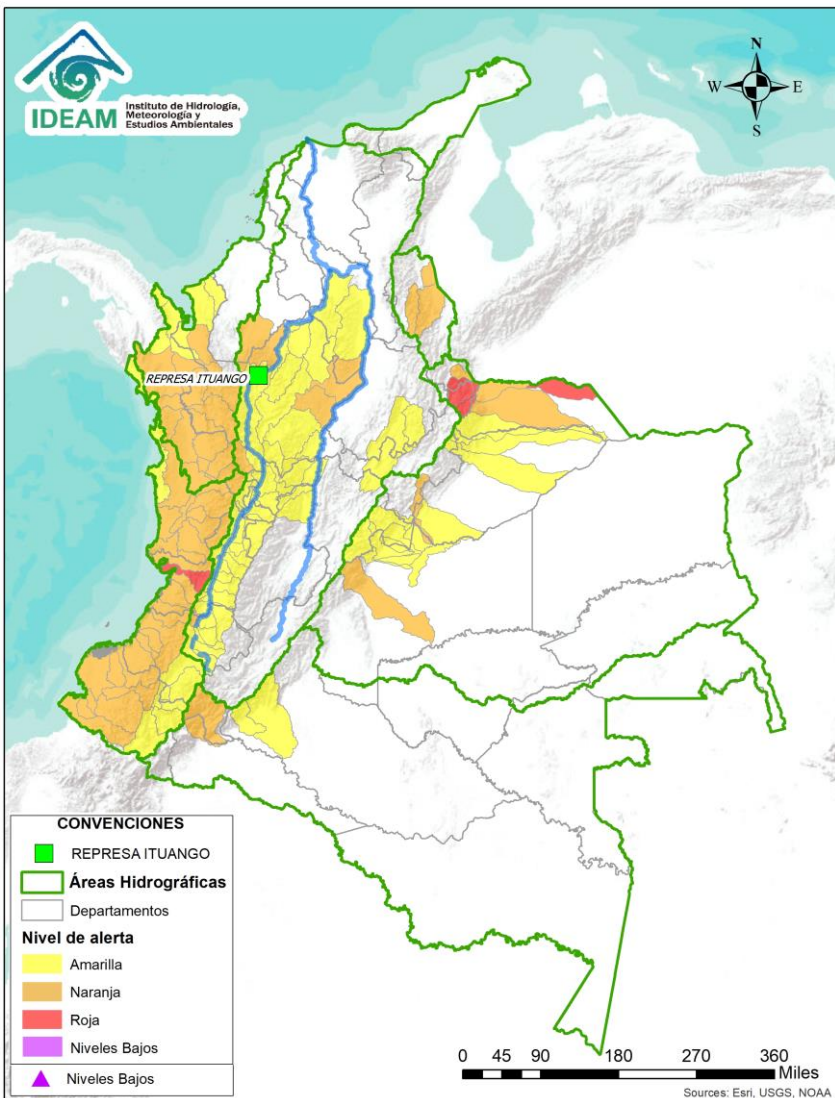 IDEAM
Instituto de Hidrología,
Meteorología y
Estudios Ambientales
N
W
E
S
REPRESA ITUANGO
CONVENCIONES
REPRESA ITUANGO
Áreas Hidrográficas
Departamentos
Nivel de alerta
Amarilla
Naranja
Roja
Niveles Bajos
Niveles Bajos
0 45 90 180 270 360
Miles
Sources: Esri, USGS, NOAA